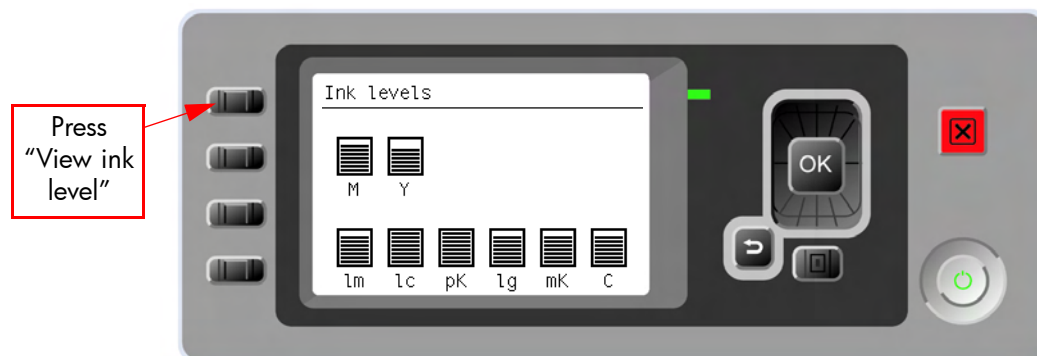 Ink levels
Press
“View ink
level”
OK
M Y
lm lc pK lg mK C